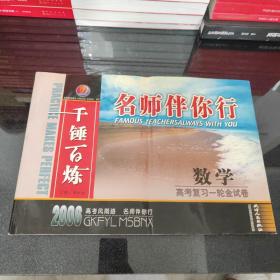 名师伴你行
FAMOUS TEACHERSALWAYS WITH YOU
千锤百炼
PRACTICE MAKES PERFECT
数学
高考复习一轮金试卷
2006
高考风雨路 名师伴你行
GKFYL MSBNX